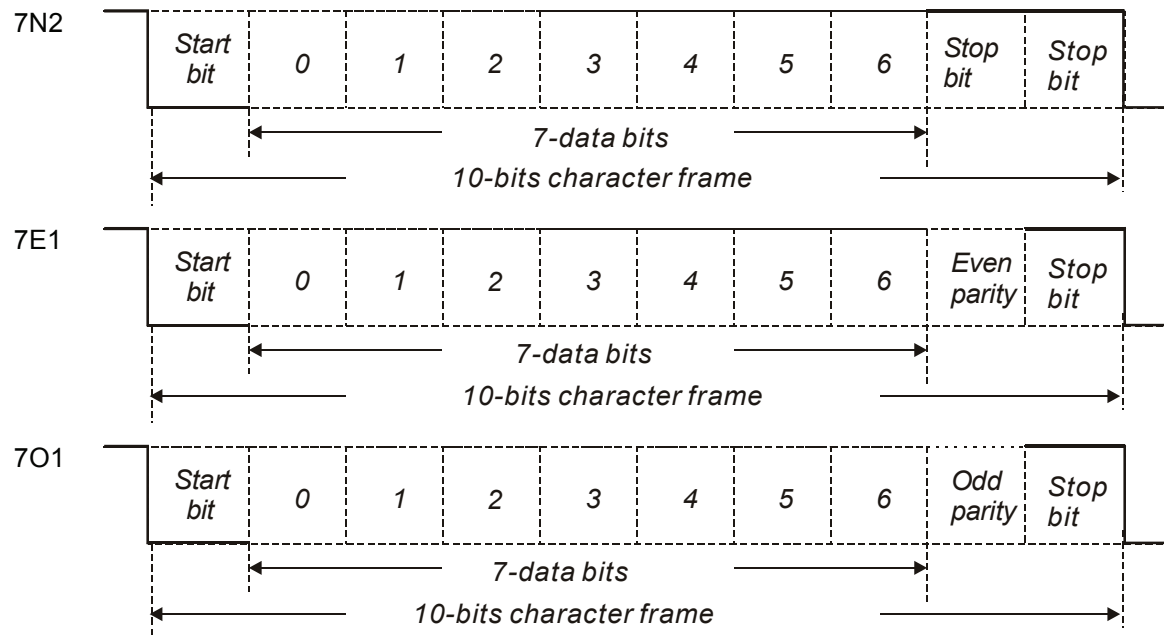 7N2
Start bit 0 1 2 3 4 5 6 Stop bit Stop bit
7-data bits
10-bits character frame
7E1
Start bit 0 1 2 3 4 5 6 Even parity Stop bit
7-data bits
10-bits character frame
7O1
Start bit 0 1 2 3 4 5 6 Odd parity Stop bit
7-data bits
10-bits character frame